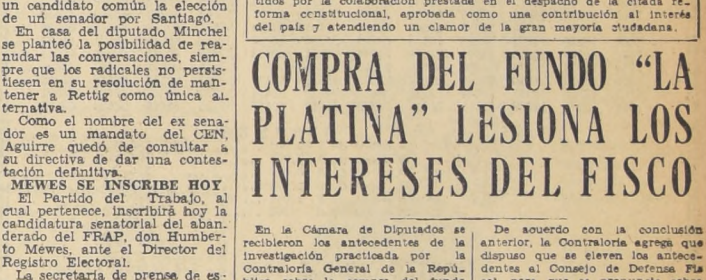 un candidato común la elección
de un senador por Santiago.
En casa del diputado Minchel
se planteó la posibilidad de rea-
nudar las conversaciones, siem-
pre que los radicales no persis-
tiesen en su resolución de man-
tener a Rettig como única al-
ternativa.
Como el nombre del ex sena-
dor es un mandato del CEN,
Aguirre quedó de consultar a
su directiva de dar una contes-
tación definitiva.
MEWES SE INSCRIBE HOY
El Partido del Trabajo, al
cual pertenece, inscribirá hoy la
candidatura senatorial del aban-
derado del FRAP, don Humber-
to Mewes, ante el Director del
Registro Electoral.
La secretaría de prensa de es-
tidos por la colaboración prestada en el despacho de la citada re-
forma constitucional, aprobada como una contribución al interés
del país y atendiendo un clamor de la gran mayoría ciudadana.
COMPRA DEL FUNDO "LA
PLATINA" LESIONA LOS
INTERESES DEL FISCO
En la Cámara de Diputados se
recibieron los antecedentes de la
investigación practicada por la
Contraloría General de la Repú-
De acuerdo con la conclusión
anterior, la Contraloría agrega que
dispuso que se eleven los antece-
dentes al Consejo de Defensa Fis